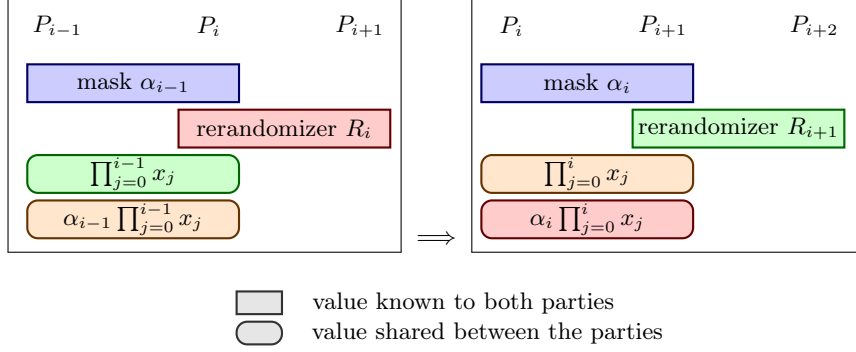 P_{i−1} P_i P_{i+1}
mask α_{i−1}
rerandomizer R_i
∏_{j=0}^{i−1} x_j
α_{i−1} ∏_{j=0}^{i−1} x_j
⟹
P_i P_{i+1} P_{i+2}
mask α_i
rerandomizer R_{i+1}
∏_{j=0}^{i} x_j
α_i ∏_{j=0}^{i} x_j
value known to both parties
value shared between the parties